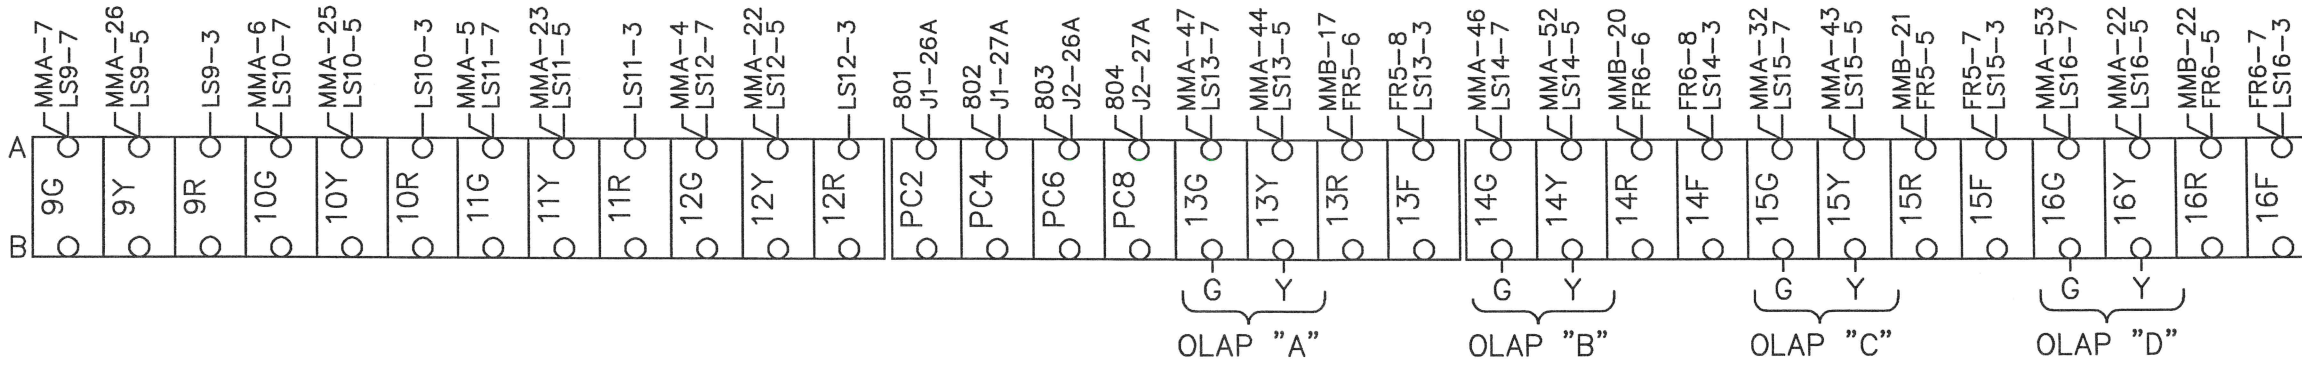 MMA-7
LS9-7
MMA-26
LS9-5
LS9-3
MMA-6
LS10-7
MMA-25
LS10-5
LS10-3
MMA-5
LS11-7
MMA-23
LS11-5
LS11-3
MMA-4
LS12-7
MMA-22
LS12-5
LS12-3
801
J1-26A
802
J1-27A
803
J2-26A
804
J2-27A
MMA-47
LS13-7
MMA-44
LS13-5
MMB-17
FR5-6
FR5-8
LS13-3
MMA-46
LS14-7
MMA-52
LS14-5
MMB-20
FR6-6
FR6-8
LS14-3
MMA-32
LS15-7
MMA-43
LS15-5
MMB-21
FR5-5
FR5-7
LS15-3
MMA-53
LS16-7
MMA-22
LS16-5
MMB-22
FR6-5
FR6-7
LS16-3
A
9G
9Y
9R
10G
10Y
10R
11G
11Y
11R
12G
12Y
12R
PC2
PC4
PC6
PC8
13G
13Y
13R
13F
14G
14Y
14R
14F
15G
15Y
15R
15F
16G
16Y
16R
16F
B
G Y G Y G Y G Y
OLAP "A" OLAP "B" OLAP "C" OLAP "D"